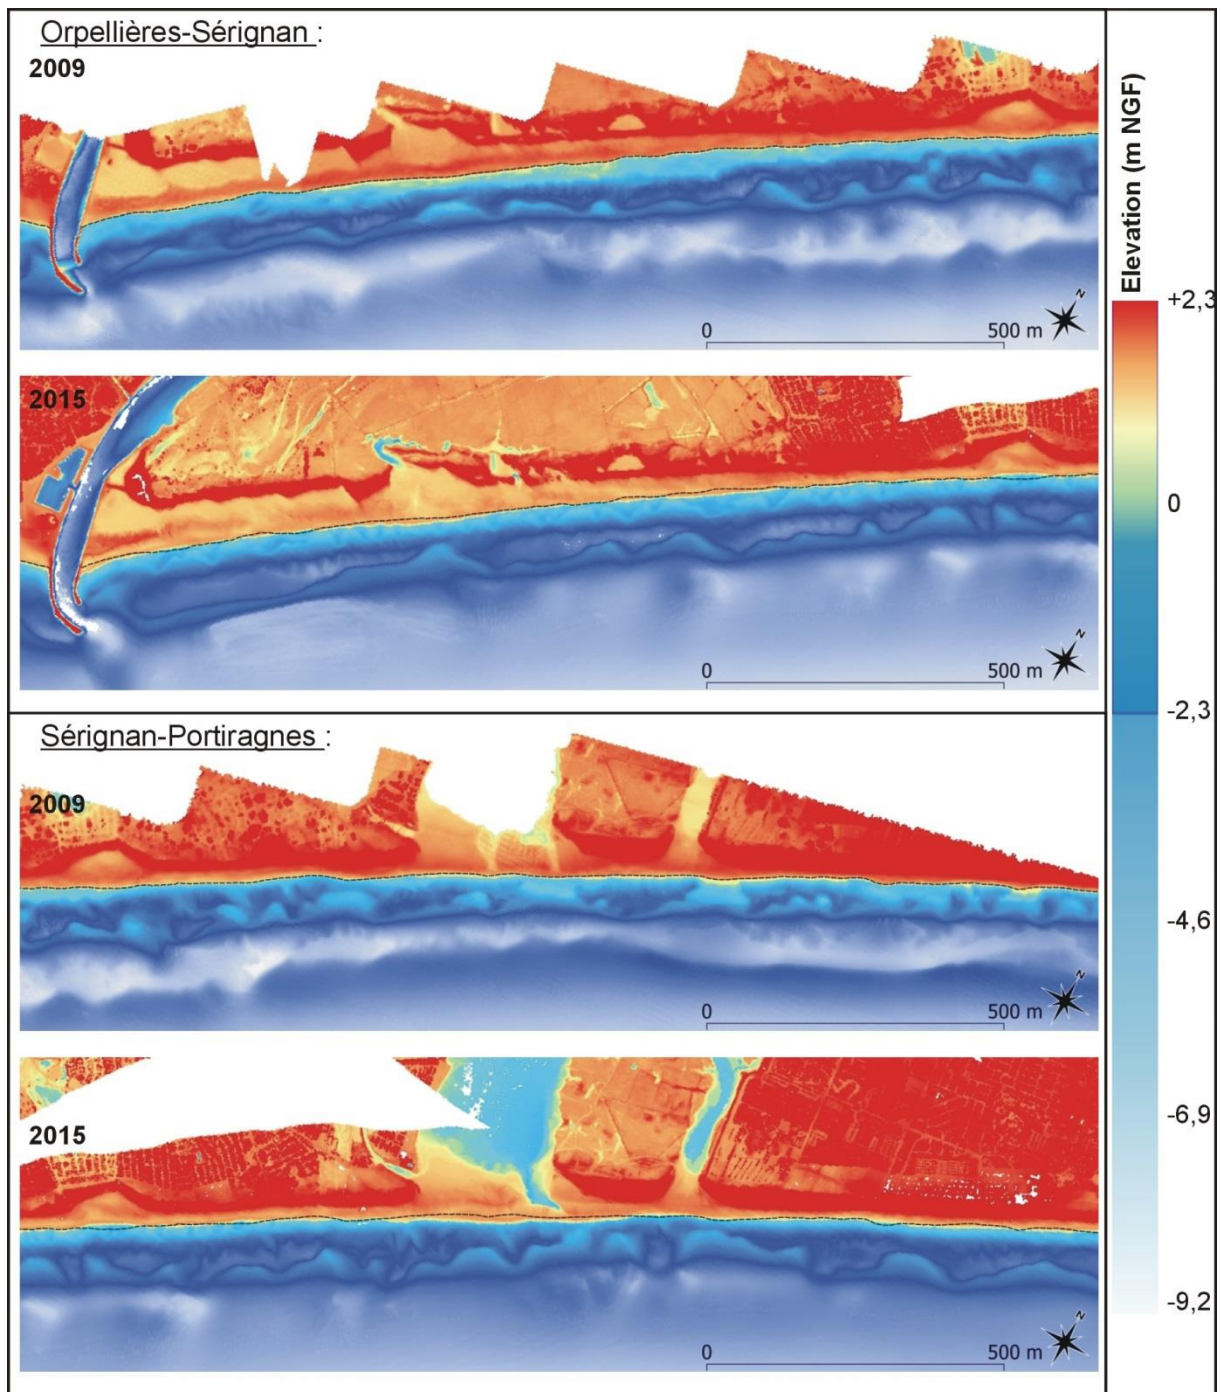 Orpellières-Sérignan :
2009
N
0 500 m
2015
N
0 500 m
Sérignan-Portiragnes :
2009
N
0 500 m
2015
N
0 500 m
Elevation (m NGF)
+2,3
0
-2,3
-4,6
-6,9
-9,2